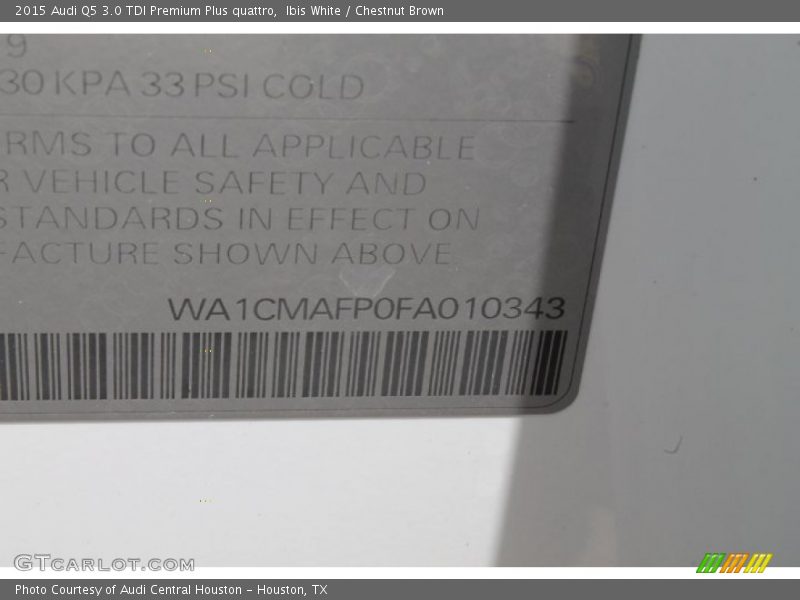 2015 Audi Q5 3.0 TDI Premium Plus quattro,  Ibis White / Chestnut Brown
9
30 KPA 33 PSI COLD
RMS TO ALL APPLICABLE
R VEHICLE SAFETY AND
STANDARDS IN EFFECT ON
FACTURE SHOWN ABOVE
WA1CMAFP0FA010343
GTCARLOT.COM
Photo Courtesy of Audi Central Houston - Houston, TX